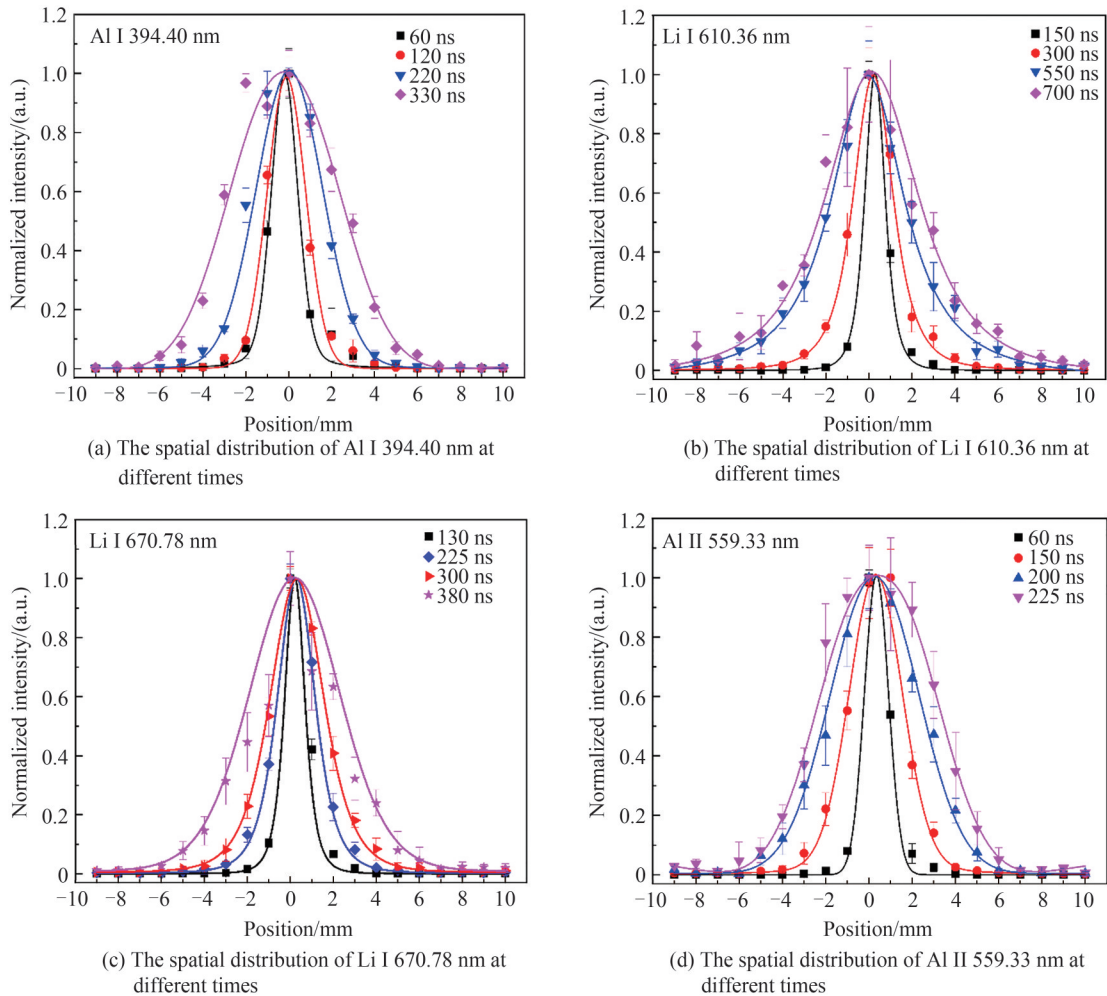 Al I 394.40 nm
60 ns
120 ns
220 ns
330 ns
Normalized intensity/(a.u.)
1.2
1.0
0.8
0.6
0.4
0.2
0
−10 −8 −6 −4 −2 0 2 4 6 8 10
Position/mm
(a) The spatial distribution of Al I 394.40 nm at
different times
Li I 610.36 nm
150 ns
300 ns
550 ns
700 ns
Normalized intensity/(a.u.)
1.2
1.0
0.8
0.6
0.4
0.2
0
−10 −8 −6 −4 −2 0 2 4 6 8 10
Position/mm
(b) The spatial distribution of Li I 610.36 nm at
different times
Li I 670.78 nm
130 ns
225 ns
300 ns
380 ns
Normalized intensity/(a.u.)
1.2
1.0
0.8
0.6
0.4
0.2
0
−10 −8 −6 −4 −2 0 2 4 6 8 10
Position/mm
(c) The spatial distribution of Li I 670.78 nm at
different times
Al II 559.33 nm
60 ns
150 ns
200 ns
225 ns
Normalized intensity/(a.u.)
1.2
1.0
0.8
0.6
0.4
0.2
0
−10 −8 −6 −4 −2 0 2 4 6 8 10
Position/mm
(d) The spatial distribution of Al II 559.33 nm at
different times